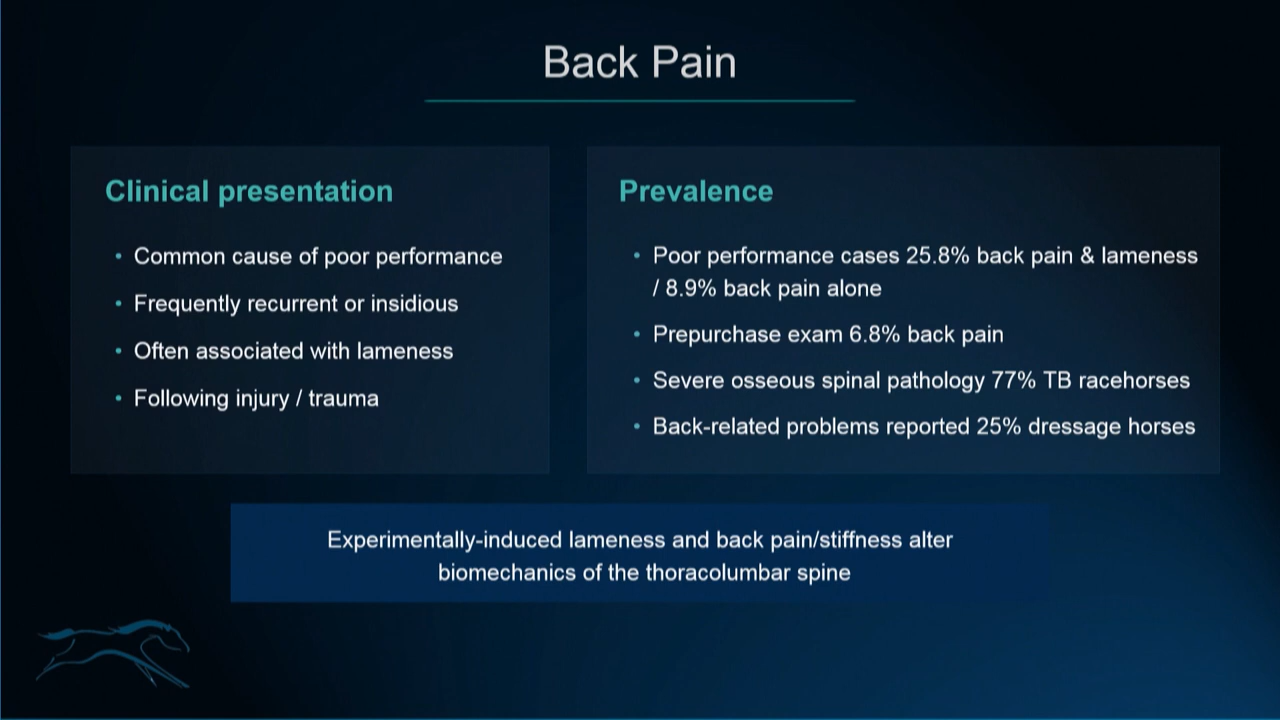 Back Pain
Clinical presentation
• Common cause of poor performance
• Frequently recurrent or insidious
• Often associated with lameness
• Following injury / trauma
Prevalence
• Poor performance cases 25.8% back pain & lameness
/ 8.9% back pain alone
• Prepurchase exam 6.8% back pain
• Severe osseous spinal pathology 77% TB racehorses
• Back-related problems reported 25% dressage horses
Experimentally-induced lameness and back pain/stiffness alter
biomechanics of the thoracolumbar spine